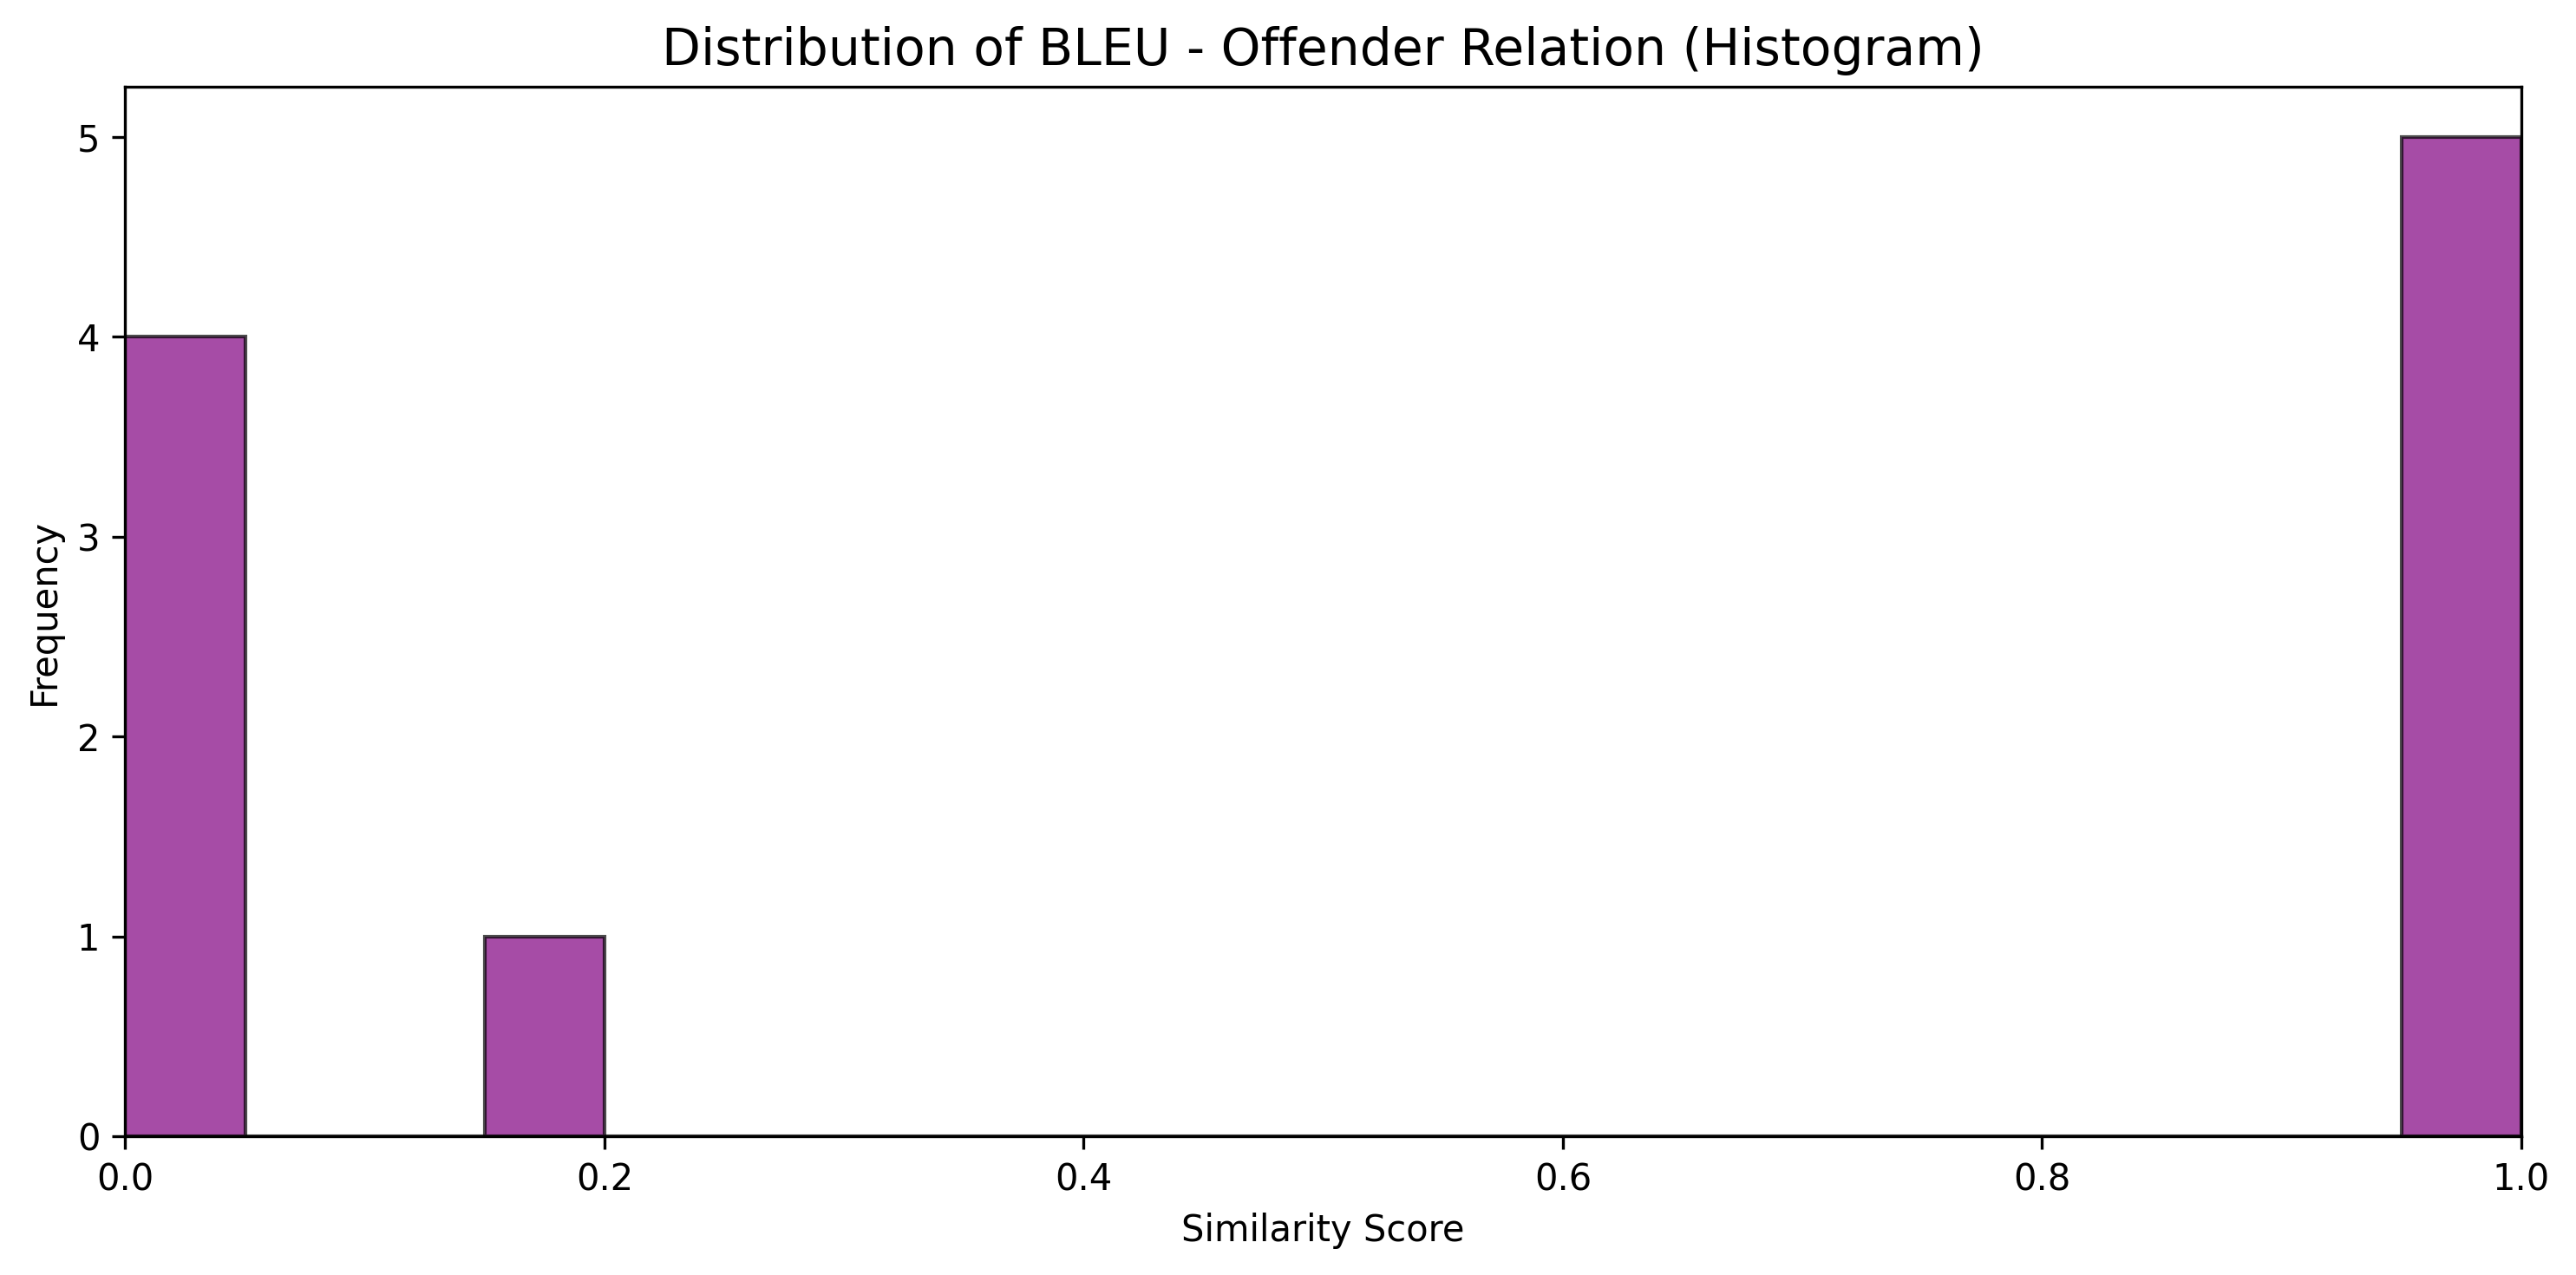 Distribution of BLEU - Offender Relation (Histogram)
Frequency
5
4
3
2
1
0
0.0 0.2 0.4 0.6 0.8 1.0
Similarity Score